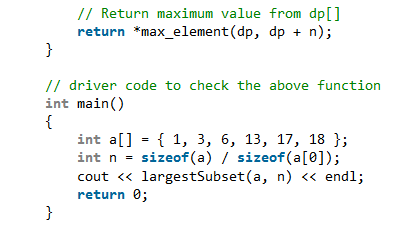 // Return maximum value from dp[]
return *max_element(dp, dp + n);
}
// driver code to check the above function
int main()
{
int a[] = { 1, 3, 6, 13, 17, 18 };
int n = sizeof(a) / sizeof(a[0]);
cout << largestSubset(a, n) << endl;
return 0;
}